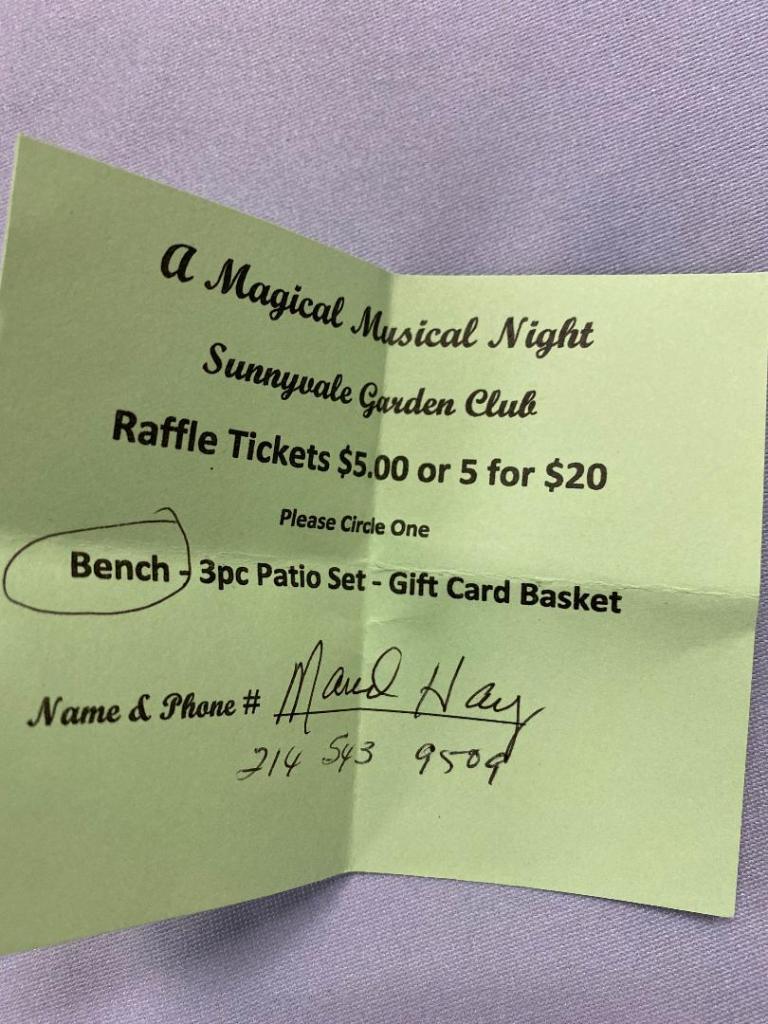 A Magical Musical Night
Sunnyvale Garden Club
Raffle Tickets $5.00 or 5 for $20
Please Circle One
Bench - 3pc Patio Set - Gift Card Basket
Name & Phone # Maud Hay
214 543 9509